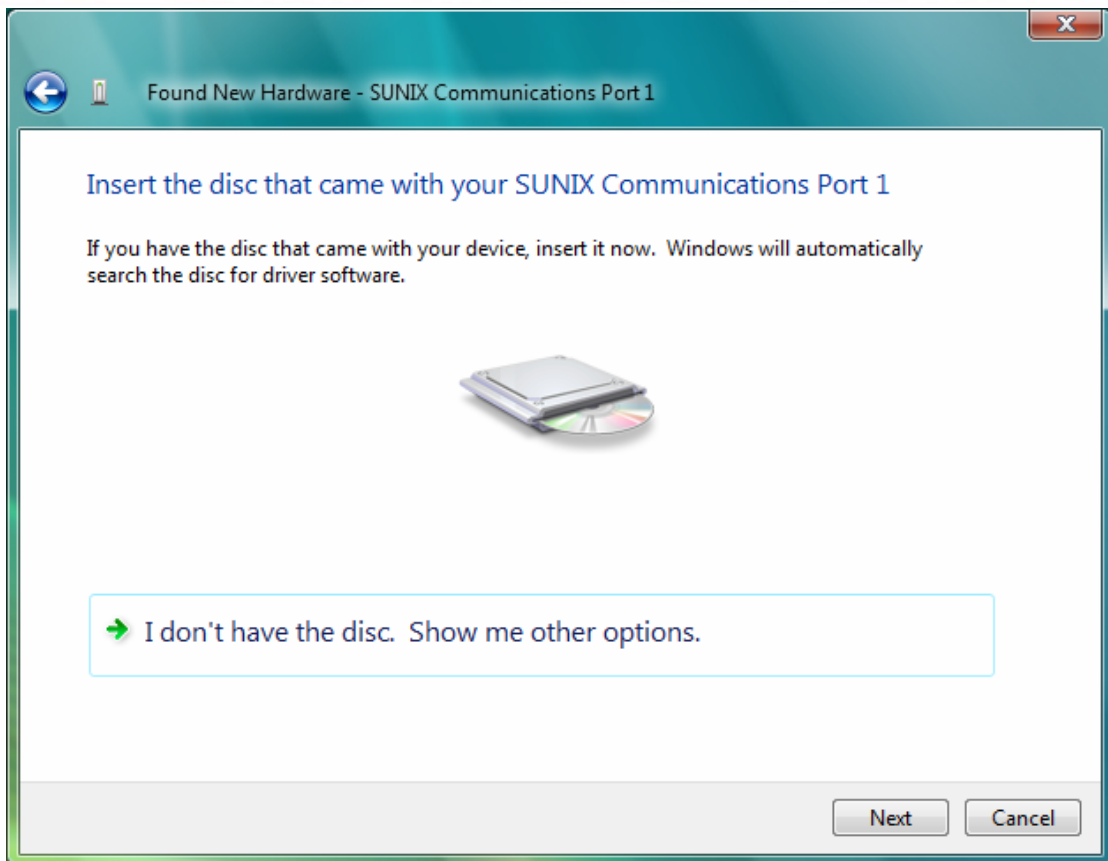 Found New Hardware - SUNIX Communications Port 1
Insert the disc that came with your SUNIX Communications Port 1
If you have the disc that came with your device, insert it now.  Windows will automatically
search the disc for driver software.
I don't have the disc.  Show me other options.
Next
Cancel